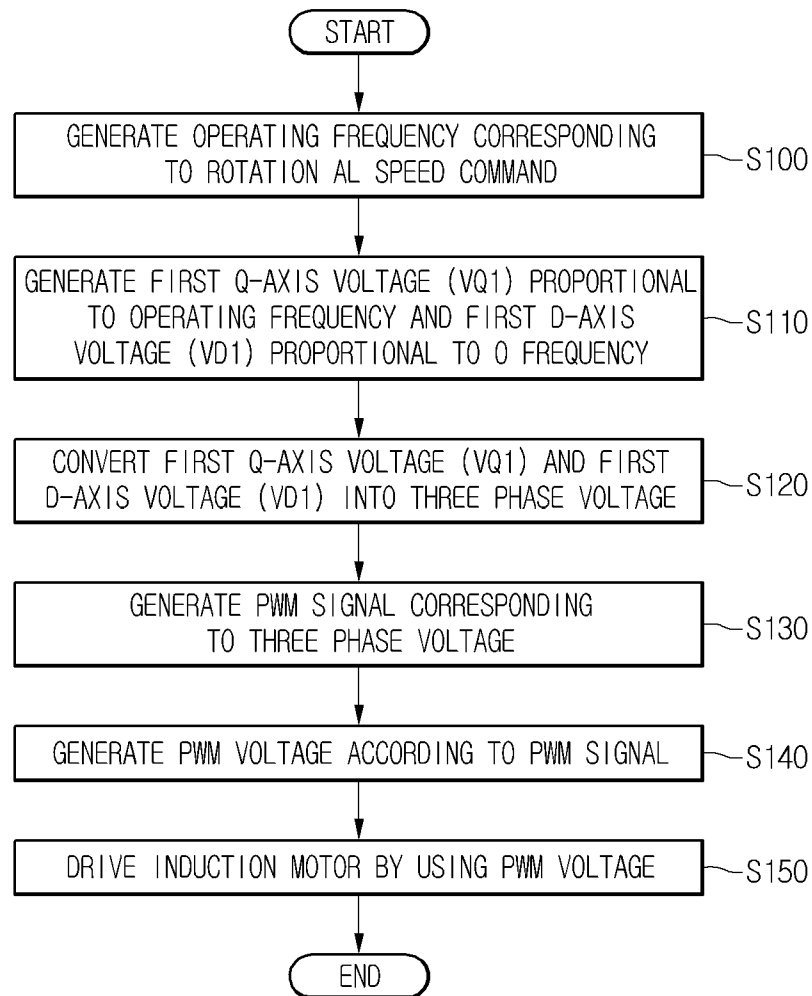 START
GENERATE OPERATING FREQUENCY CORRESPONDING
TO ROTATION AL SPEED COMMAND
S100
GENERATE FIRST Q-AXIS VOLTAGE (VQ1) PROPORTIONAL
TO OPERATING FREQUENCY AND FIRST D-AXIS
VOLTAGE (VD1) PROPORTIONAL TO 0 FREQUENCY
S110
CONVERT FIRST Q-AXIS VOLTAGE (VQ1) AND FIRST
D-AXIS VOLTAGE (VD1) INTO THREE PHASE VOLTAGE
S120
GENERATE PWM SIGNAL CORRESPONDING
TO THREE PHASE VOLTAGE
S130
GENERATE PWM VOLTAGE ACCORDING TO PWM SIGNAL
S140
DRIVE INDUCTION MOTOR BY USING PWM VOLTAGE
S150
END